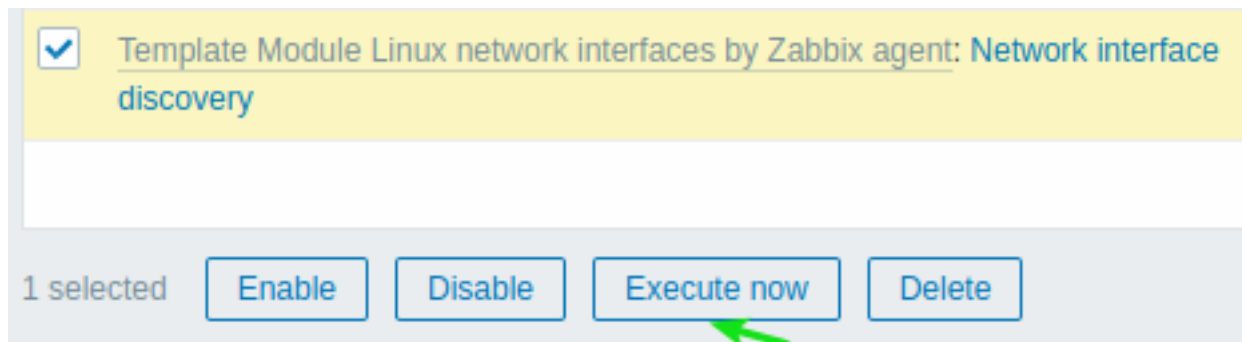 Template Module Linux network interfaces by Zabbix agent: Network interface
discovery
1 selected Enable Disable Execute now Delete